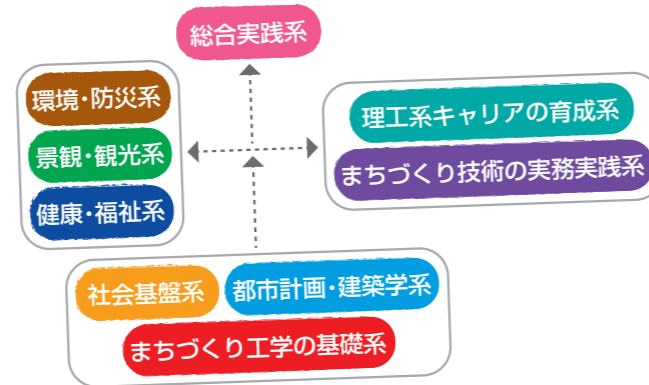 総合実践系
環境・防災系
景観・観光系
健康・福祉系
理工系キャリアの育成系
まちづくり技術の実務実践系
社会基盤系
都市計画・建築学系
まちづくり工学の基礎系